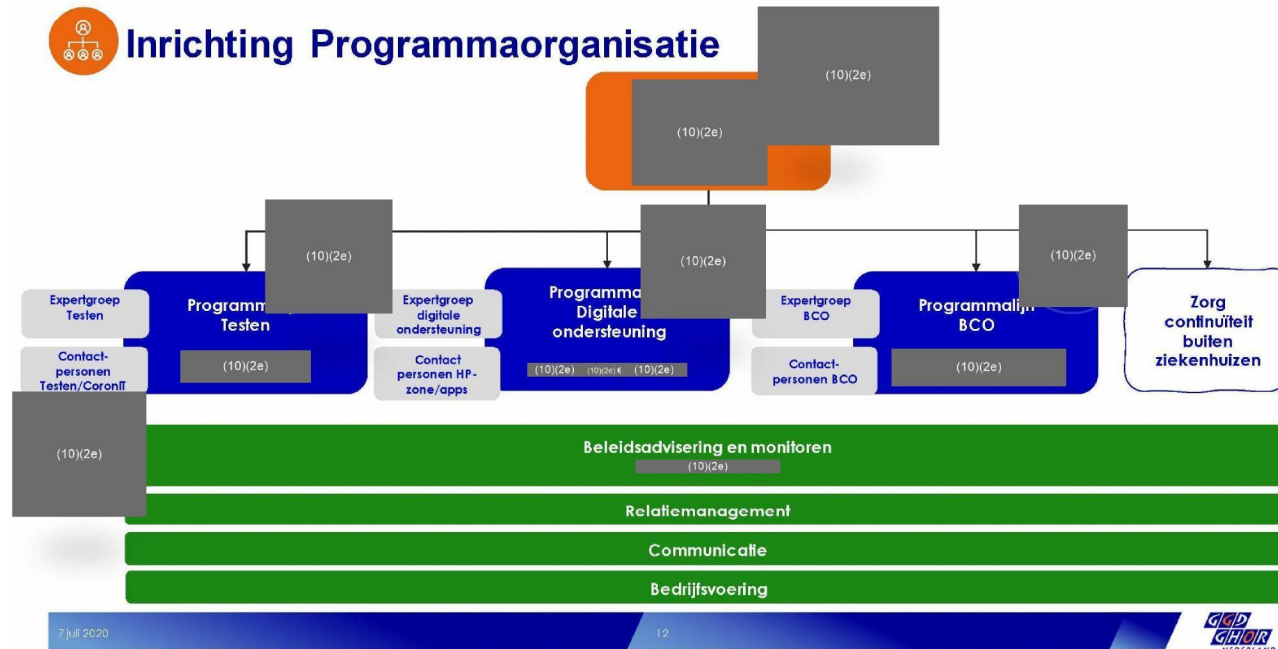 Inrichting Programmaorganisatie
(10)(2e)
(10)(2e)
(10)(2e)
(10)(2e)
(10)(2e)
Expertgroep
Testen
Contact-
personen
Testen/CoronIT
Testen
(10)(2e)
Expertgroep
digitale
ondersteuning
Contact
personen HP-
zone/apps
Digitale
ondersteuning
(10)(2e) (10)(2e) € (10)(2e)
Expertgroep
BCO
Contact-
personen BCO
Programmalijn
BCO
(10)(2e)
Zorg
continuïteit
buiten
ziekenhuizen
(10)(2e)
Beleidsadvisering en monitoren
(10)(2e)
Relatiemanagement
Communicatie
Bedrijfsvoering
7 juli 2020
12
GGD
GHOR
NEDERLAND